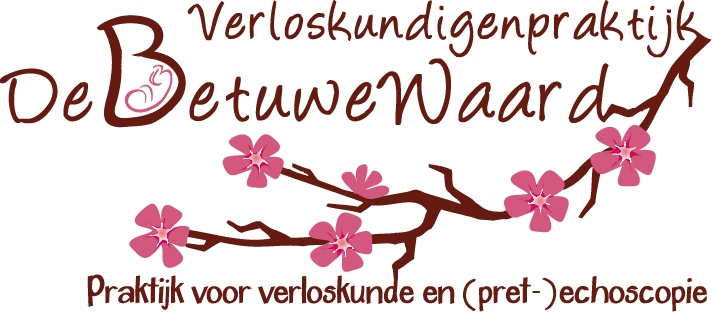 Verloskundigenpraktijk
De BetuweWaard
Praktijk voor verloskunde en (pret-)echoscopie